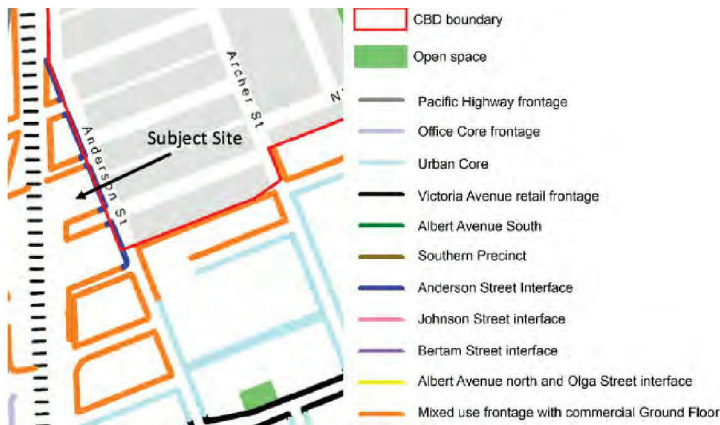 Archer St
N
Anderson St
Subject Site
CBD boundary
Open space
Pacific Highway frontage
Office Core frontage
Urban Core
Victoria Avenue retail frontage
Albert Avenue South
Southern Precinct
Anderson Street Interface
Johnson Street interface
Bertam Street interface
Albert Avenue north and Olga Street interface
Mixed use frontage with commercial Ground Floor